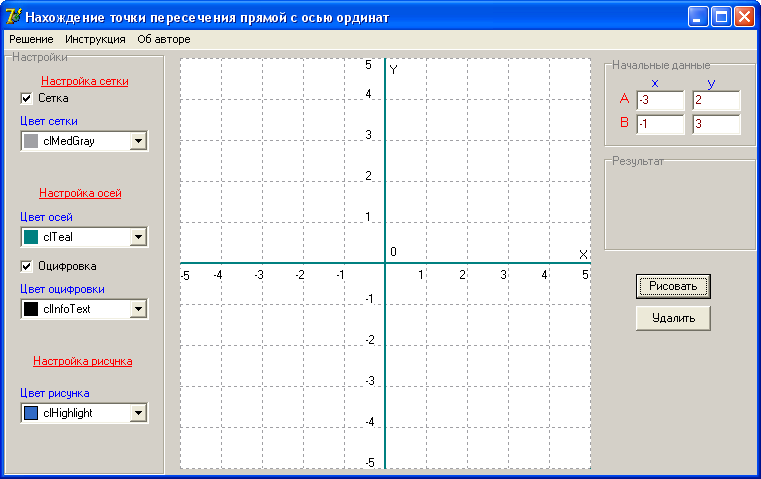 Нахождение точки пересечения прямой с осью ординат
Решение Инструкция Об авторе
Настройки
Настройка сетки
Сетка
Цвет сетки
clMedGray
Настройка осей
Цвет осей
clTeal
Оцифровка
Цвет оцифровки
clInfoText
Настройка рисунка
Цвет рисунка
clHighlight
5 Y
4
3
2
1
0 X
-5 -4 -3 -2 -1 1 2 3 4 5
-1
-2
-3
-4
-5
Начальные данные
x y
A -3 2
B -1 3
Результат
Рисовать
Удалить